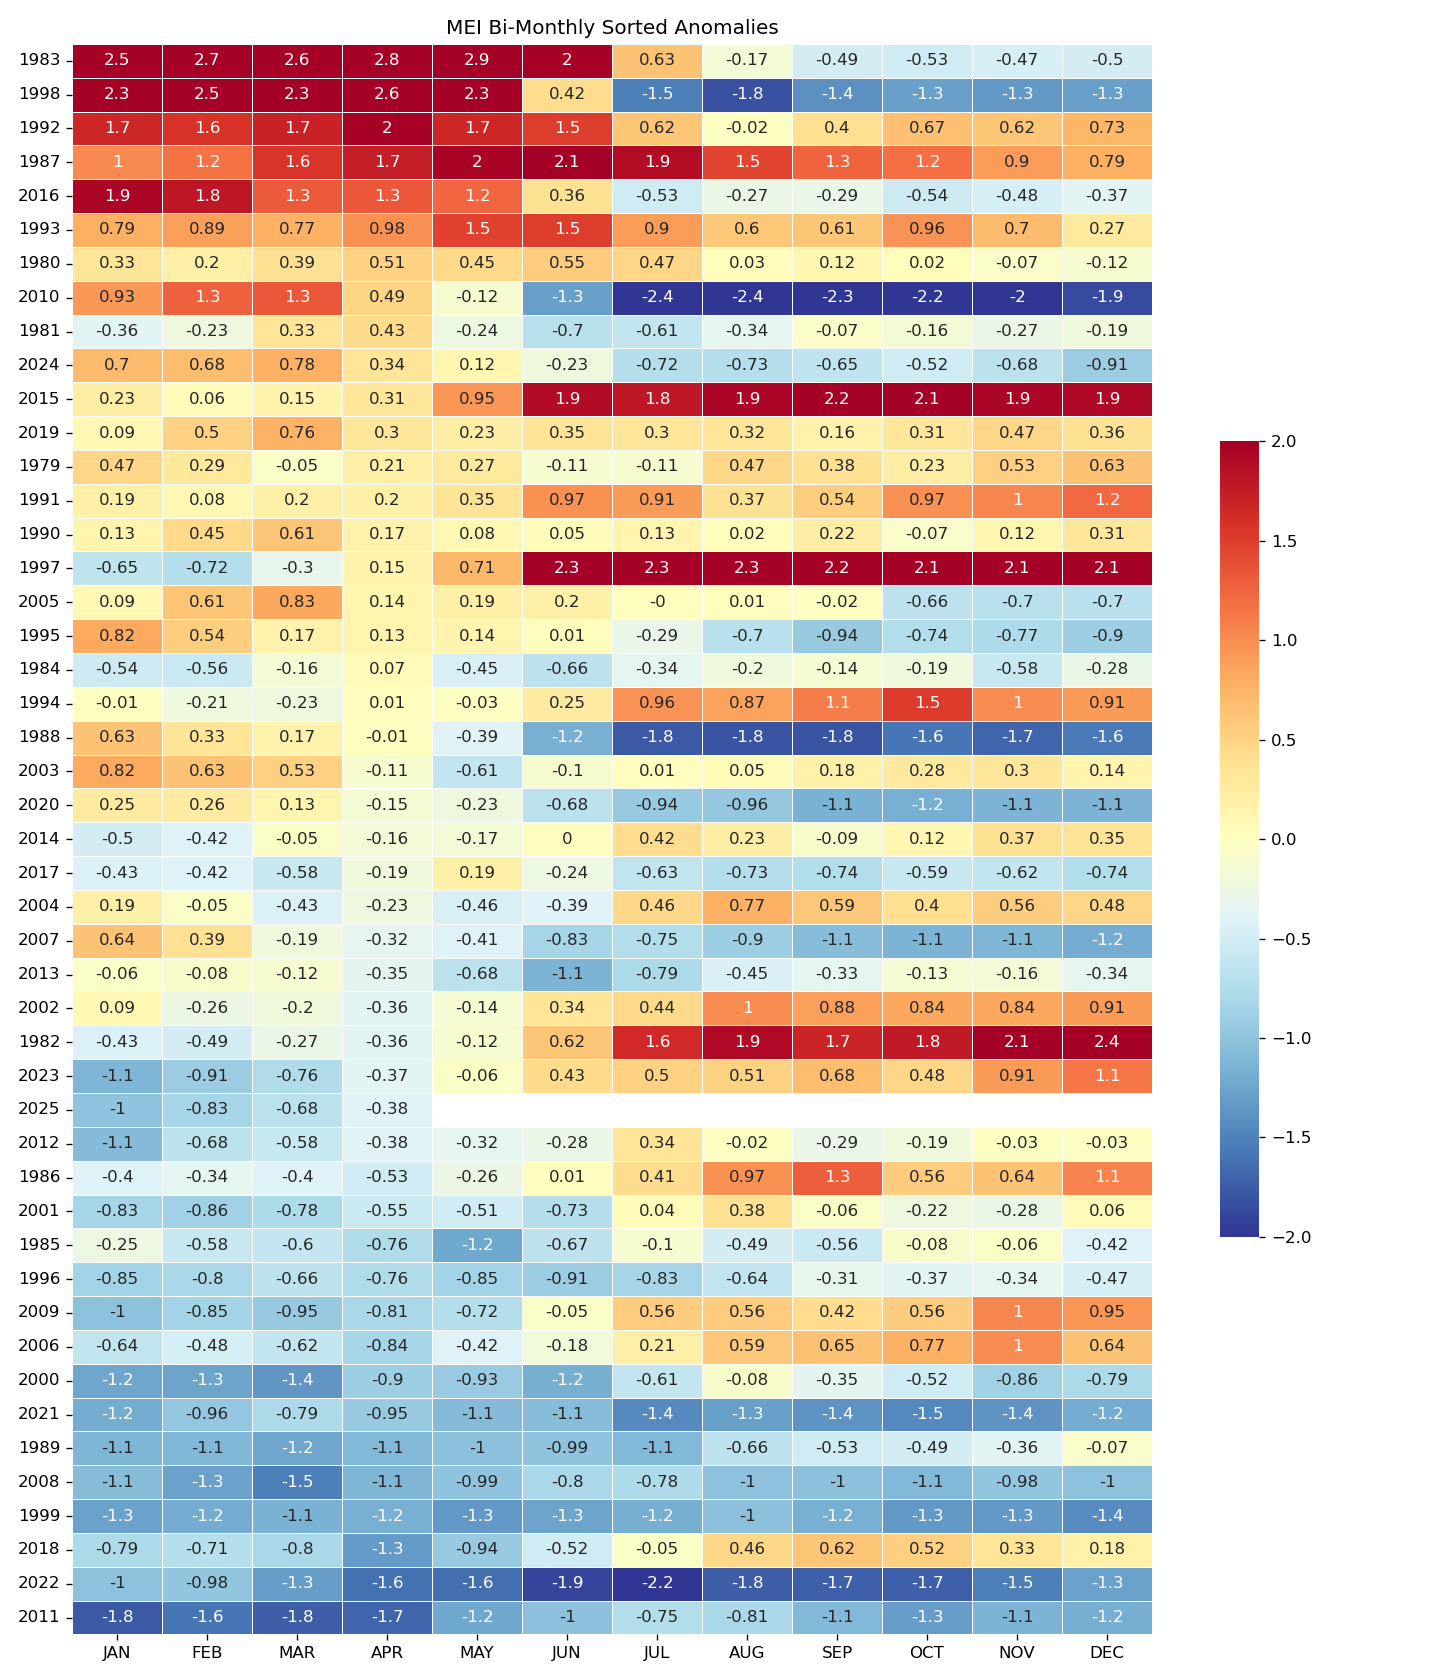 MEI Bi-Monthly Sorted Anomalies
1983 2.5 2.7 2.6 2.8 2.9 2 0.63 -0.17 -0.49 -0.53 -0.47 -0.5
1998 2.3 2.5 2.3 2.6 2.3 0.42 -1.5 -1.8 -1.4 -1.3 -1.3 -1.3
1992 1.7 1.6 1.7 2 1.7 1.5 0.62 -0.02 0.4 0.67 0.62 0.73
1987 1 1.2 1.6 1.7 2 2.1 1.9 1.5 1.3 1.2 0.9 0.79
2016 1.9 1.8 1.3 1.3 1.2 0.36 -0.53 -0.27 -0.29 -0.54 -0.48 -0.37
1993 0.79 0.89 0.77 0.98 1.5 1.5 0.9 0.6 0.61 0.96 0.7 0.27
1980 0.33 0.2 0.39 0.51 0.45 0.55 0.47 0.03 0.12 0.02 -0.07 -0.12
2010 0.93 1.3 1.3 0.49 -0.12 -1.3 -2.4 -2.4 -2.3 -2.2 -2 -1.9
1981 -0.36 -0.23 0.33 0.43 -0.24 -0.7 -0.61 -0.34 -0.07 -0.16 -0.27 -0.19
2024 0.7 0.68 0.78 0.34 0.12 -0.23 -0.72 -0.73 -0.65 -0.52 -0.68 -0.91
2015 0.23 0.06 0.15 0.31 0.95 1.9 1.8 1.9 2.2 2.1 1.9 1.9
2019 0.09 0.5 0.76 0.3 0.23 0.35 0.3 0.32 0.16 0.31 0.47 0.36
1979 0.47 0.29 -0.05 0.21 0.27 -0.11 -0.11 0.47 0.38 0.23 0.53 0.63
1991 0.19 0.08 0.2 0.2 0.35 0.97 0.91 0.37 0.54 0.97 1 1.2
1990 0.13 0.45 0.61 0.17 0.08 0.05 0.13 0.02 0.22 -0.07 0.12 0.31
1997 -0.65 -0.72 -0.3 0.15 0.71 2.3 2.3 2.3 2.2 2.1 2.1 2.1
2005 0.09 0.61 0.83 0.14 0.19 0.2 -0 0.01 -0.02 -0.66 -0.7 -0.7
1995 0.82 0.54 0.17 0.13 0.14 0.01 -0.29 -0.7 -0.94 -0.74 -0.77 -0.9
1984 -0.54 -0.56 -0.16 0.07 -0.45 -0.66 -0.34 -0.2 -0.14 -0.19 -0.58 -0.28
1994 -0.01 -0.21 -0.23 0.01 -0.03 0.25 0.96 0.87 1.1 1.5 1 0.91
1988 0.63 0.33 0.17 -0.01 -0.39 -1.2 -1.8 -1.8 -1.8 -1.6 -1.7 -1.6
2003 0.82 0.63 0.53 -0.11 -0.61 -0.1 0.01 0.05 0.18 0.28 0.3 0.14
2020 0.25 0.26 0.13 -0.15 -0.23 -0.68 -0.94 -0.96 -1.1 -1.2 -1.1 -1.1
2014 -0.5 -0.42 -0.05 -0.16 -0.17 0 0.42 0.23 -0.09 0.12 0.37 0.35
2017 -0.43 -0.42 -0.58 -0.19 0.19 -0.24 -0.63 -0.73 -0.74 -0.59 -0.62 -0.74
2004 0.19 -0.05 -0.43 -0.23 -0.46 -0.39 0.46 0.77 0.59 0.4 0.56 0.48
2007 0.64 0.39 -0.19 -0.32 -0.41 -0.83 -0.75 -0.9 -1.1 -1.1 -1.1 -1.2
2013 -0.06 -0.08 -0.12 -0.35 -0.68 -1.1 -0.79 -0.45 -0.33 -0.13 -0.16 -0.34
2002 0.09 -0.26 -0.2 -0.36 -0.14 0.34 0.44 1 0.88 0.84 0.84 0.91
1982 -0.43 -0.49 -0.27 -0.36 -0.12 0.62 1.6 1.9 1.7 1.8 2.1 2.4
2023 -1.1 -0.91 -0.76 -0.37 -0.06 0.43 0.5 0.51 0.68 0.48 0.91 1.1
2025 -1 -0.83 -0.68 -0.38
2012 -1.1 -0.68 -0.58 -0.38 -0.32 -0.28 0.34 -0.02 -0.29 -0.19 -0.03 -0.03
1986 -0.4 -0.34 -0.4 -0.53 -0.26 0.01 0.41 0.97 1.3 0.56 0.64 1.1
2001 -0.83 -0.86 -0.78 -0.55 -0.51 -0.73 0.04 0.38 -0.06 -0.22 -0.28 0.06
1985 -0.25 -0.58 -0.6 -0.76 -1.2 -0.67 -0.1 -0.49 -0.56 -0.08 -0.06 -0.42
1996 -0.85 -0.8 -0.66 -0.76 -0.85 -0.91 -0.83 -0.64 -0.31 -0.37 -0.34 -0.47
2009 -1 -0.85 -0.95 -0.81 -0.72 -0.05 0.56 0.56 0.42 0.56 1 0.95
2006 -0.64 -0.48 -0.62 -0.84 -0.42 -0.18 0.21 0.59 0.65 0.77 1 0.64
2000 -1.2 -1.3 -1.4 -0.9 -0.93 -1.2 -0.61 -0.08 -0.35 -0.52 -0.86 -0.79
2021 -1.2 -0.96 -0.79 -0.95 -1.1 -1.1 -1.4 -1.3 -1.4 -1.5 -1.4 -1.2
1989 -1.1 -1.1 -1.2 -1.1 -1 -0.99 -1.1 -0.66 -0.53 -0.49 -0.36 -0.07
2008 -1.1 -1.3 -1.5 -1.1 -0.99 -0.8 -0.78 -1 -1 -1.1 -0.98 -1
1999 -1.3 -1.2 -1.1 -1.2 -1.3 -1.3 -1.2 -1 -1.2 -1.3 -1.3 -1.4
2018 -0.79 -0.71 -0.8 -1.3 -0.94 -0.52 -0.05 0.46 0.62 0.52 0.33 0.18
2022 -1 -0.98 -1.3 -1.6 -1.6 -1.9 -2.2 -1.8 -1.7 -1.7 -1.5 -1.3
2011 -1.8 -1.6 -1.8 -1.7 -1.2 -1 -0.75 -0.81 -1.1 -1.3 -1.1 -1.2
JAN FEB MAR APR MAY JUN JUL AUG SEP OCT NOV DEC
2.0
1.5
1.0
0.5
0.0
−0.5
−1.0
−1.5
−2.0